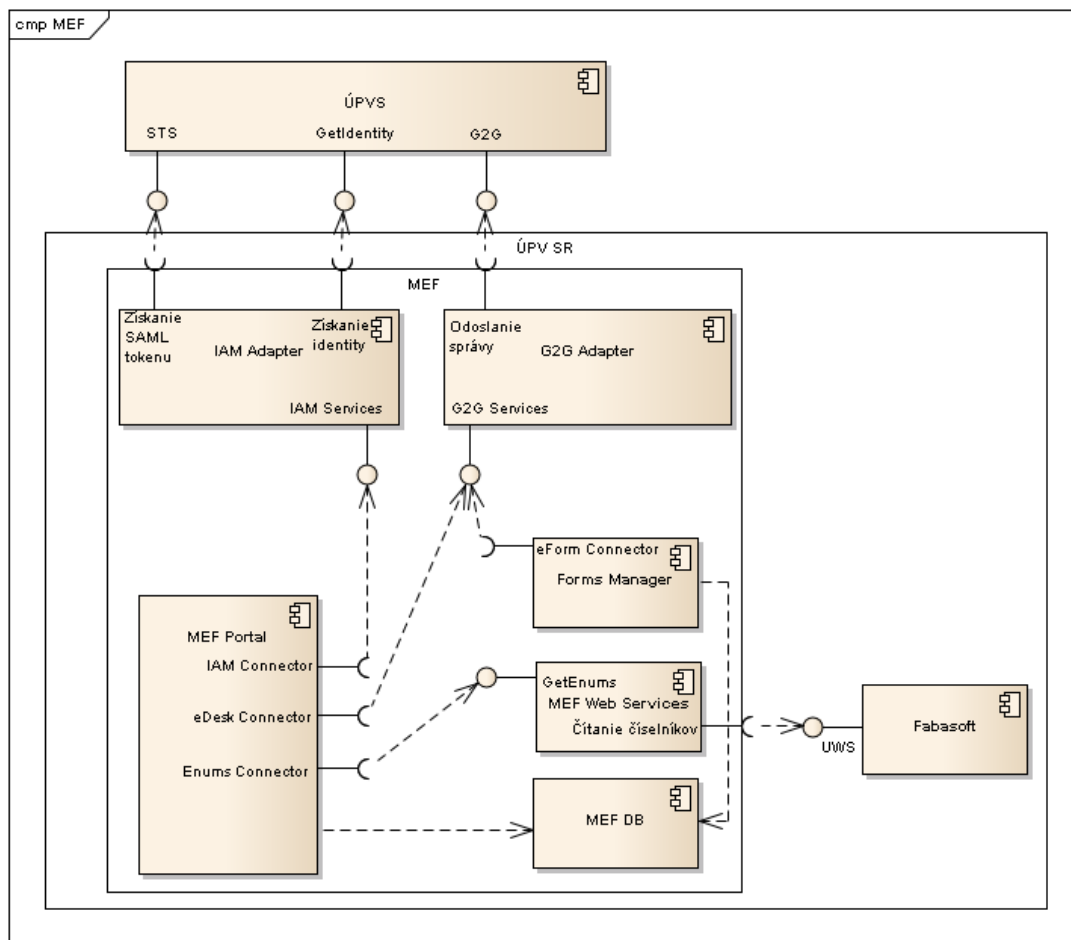 cmp MEF
ÚPVS
STS
GetIdentity
G2G
ÚPV SR
MEF
Získanie
SAML
tokenu
IAM Adapter
Získanie
identity
IAM Services
Odoslanie
správy
G2G Adapter
G2G Services
eForm Connector
Forms Manager
MEF Portal
IAM Connector
eDesk Connector
Enums Connector
GetEnums
MEF Web Services
Čítanie číselníkov
UWS
Fabasoft
MEF DB